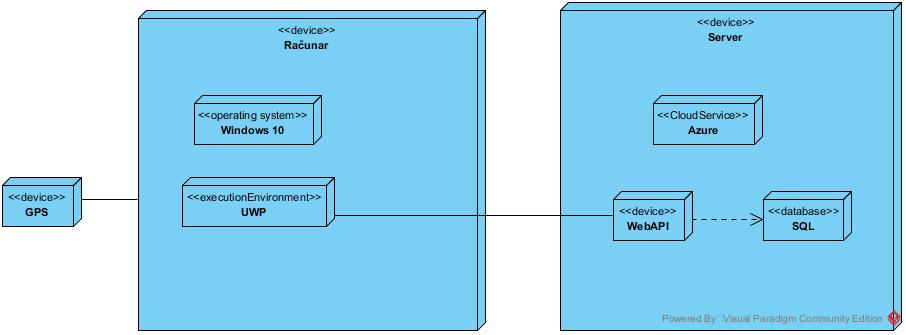 <<device>>
Računar
<<operating system>>
Windows 10
<<executionEnvironment>>
UWP
<<device>>
GPS
<<device>>
Server
<<CloudService>>
Azure
<<device>>
WebAPI
<<database>>
SQL
Powered By Visual Paradigm Community Edition